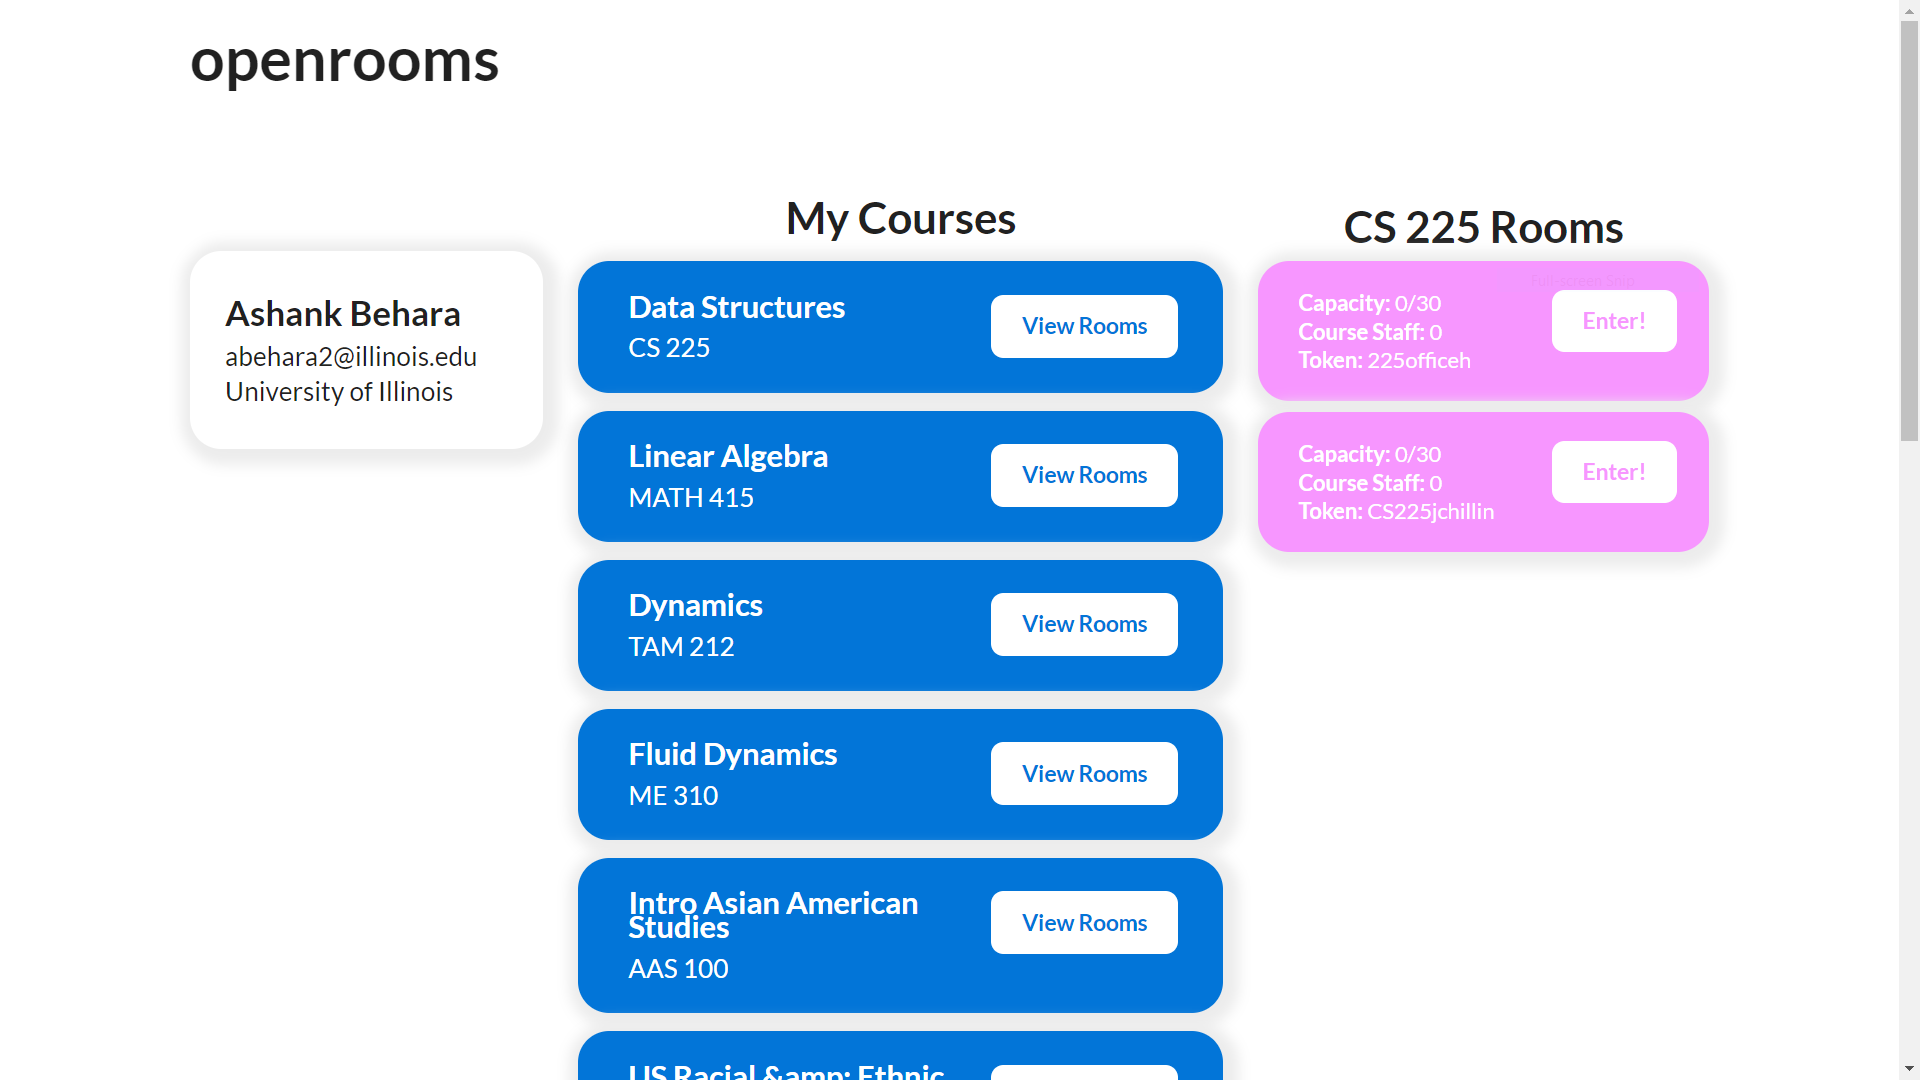 openrooms
Ashank Behara
abehara2@illinois.edu
University of Illinois
My Courses
Data Structures
CS 225
View Rooms
Linear Algebra
MATH 415
View Rooms
Dynamics
TAM 212
View Rooms
Fluid Dynamics
ME 310
View Rooms
Intro Asian American
Studies
AAS 100
View Rooms
US Racial &amp; Ethnic
CS 225 Rooms
Full-screen Snip
Capacity: 0/30
Course Staff: 0
Token: 225officeh
Enter!
Capacity: 0/30
Course Staff: 0
Token: CS225jchillin
Enter!